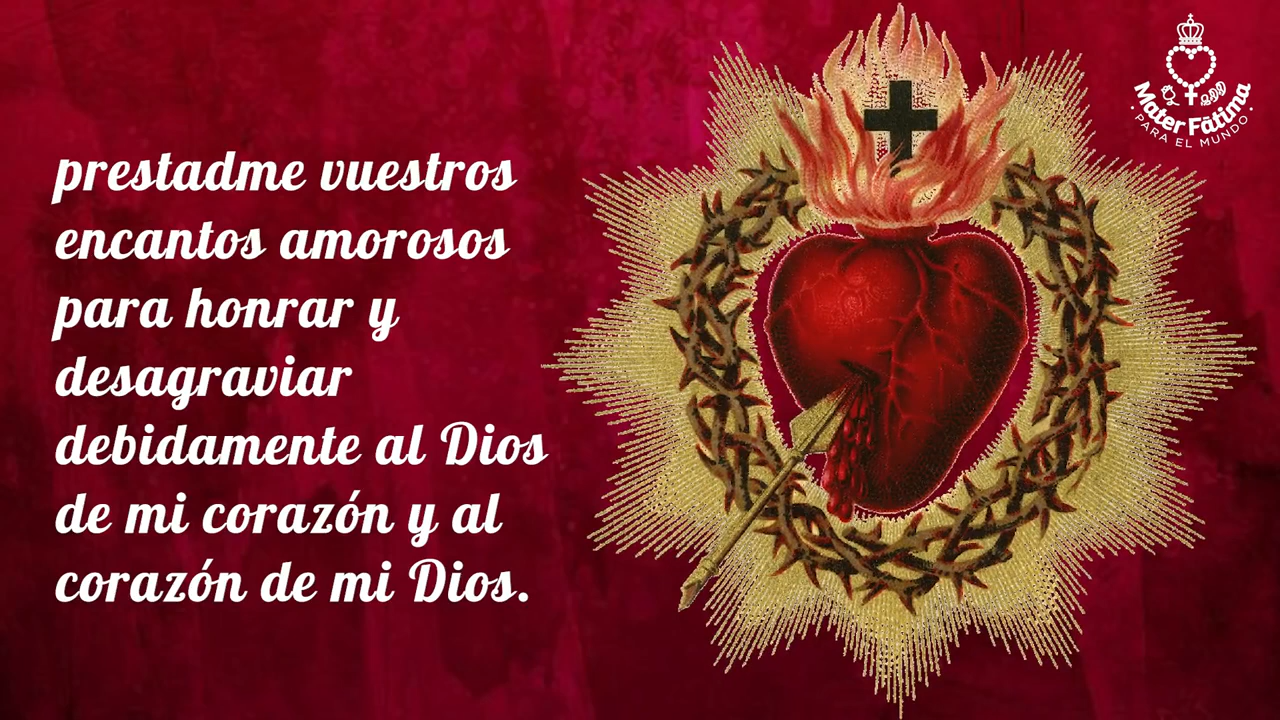 prestadme vuestros
encantos amorosos
para honrar y
desagraviar
debidamente al Dios
de mi corazón y al
corazón de mi Dios.
Mater Fãtima
· PARA EL MUNDO ·